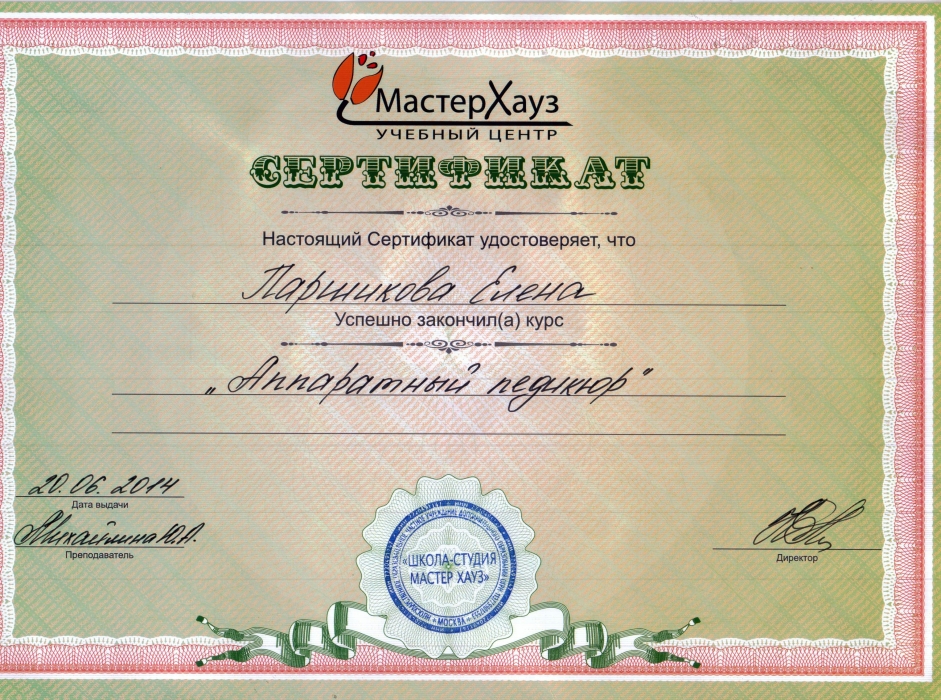 МастерХауз
УЧЕБНЫЙ ЦЕНТР
СЕРТИФИКАТ
Настоящий Сертификат удостоверяет, что
Паршикова Елена
Успешно закончил(а) курс
„Аппаратный педикюр"
20.06.2014
Дата выдачи
Преподаватель
Директор
«ШКОЛА-СТУДИЯ
МАСТЕР ХАУЗ»
МОСКВА